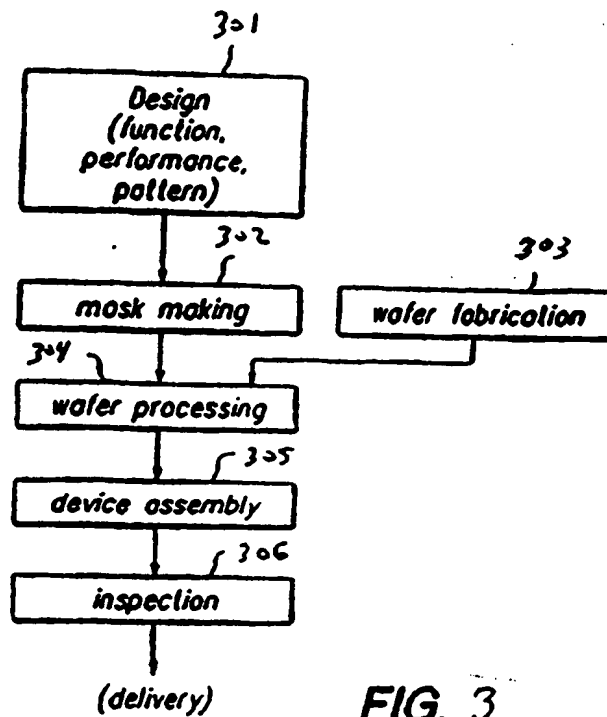 301
Design
(function,
performance,
pattern)
302
mask making
303
wafer fabrication
304
wafer processing
305
device assembly
306
inspection
(delivery)
FIG. 3